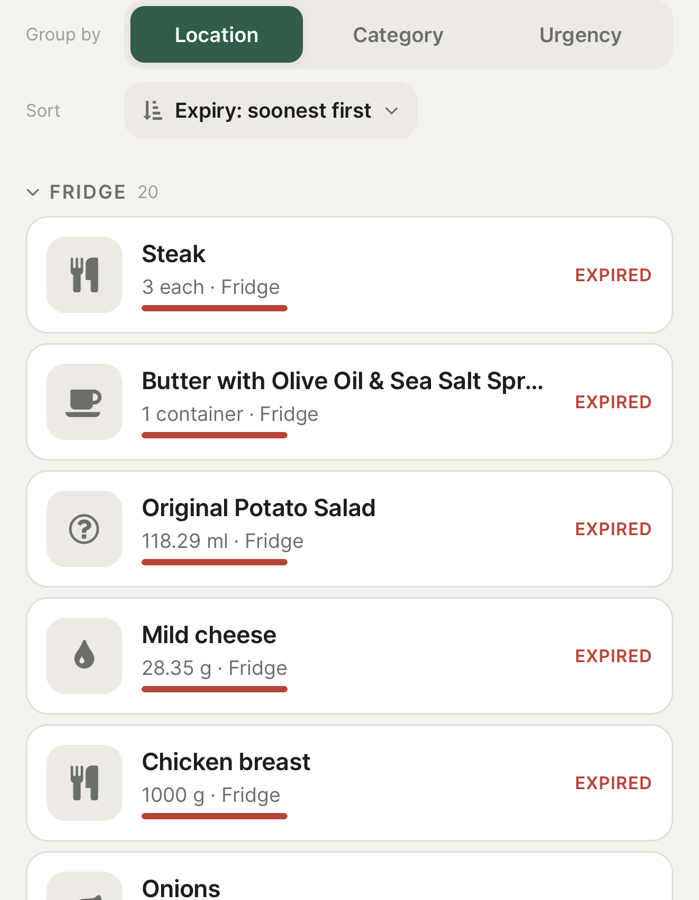 Group by
Location
Category
Urgency
Sort
Expiry: soonest first
FRIDGE 20
Steak
3 each · Fridge
EXPIRED
Butter with Olive Oil & Sea Salt Spr...
1 container · Fridge
EXPIRED
Original Potato Salad
118.29 ml · Fridge
EXPIRED
Mild cheese
28.35 g · Fridge
EXPIRED
Chicken breast
1000 g · Fridge
EXPIRED
Onions